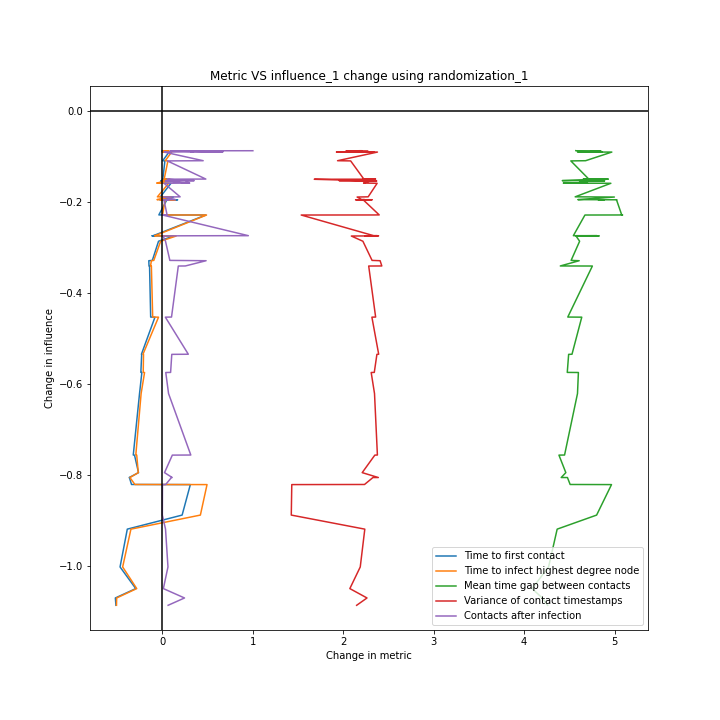 Metric VS influence_1 change using randomization_1
Change in influence
0.0
−0.2
−0.4
−0.6
−0.8
−1.0
0
1
2
3
4
5
Change in metric
Time to first contact
Time to infect highest degree node
Mean time gap between contacts
Variance of contact timestamps
Contacts after infection